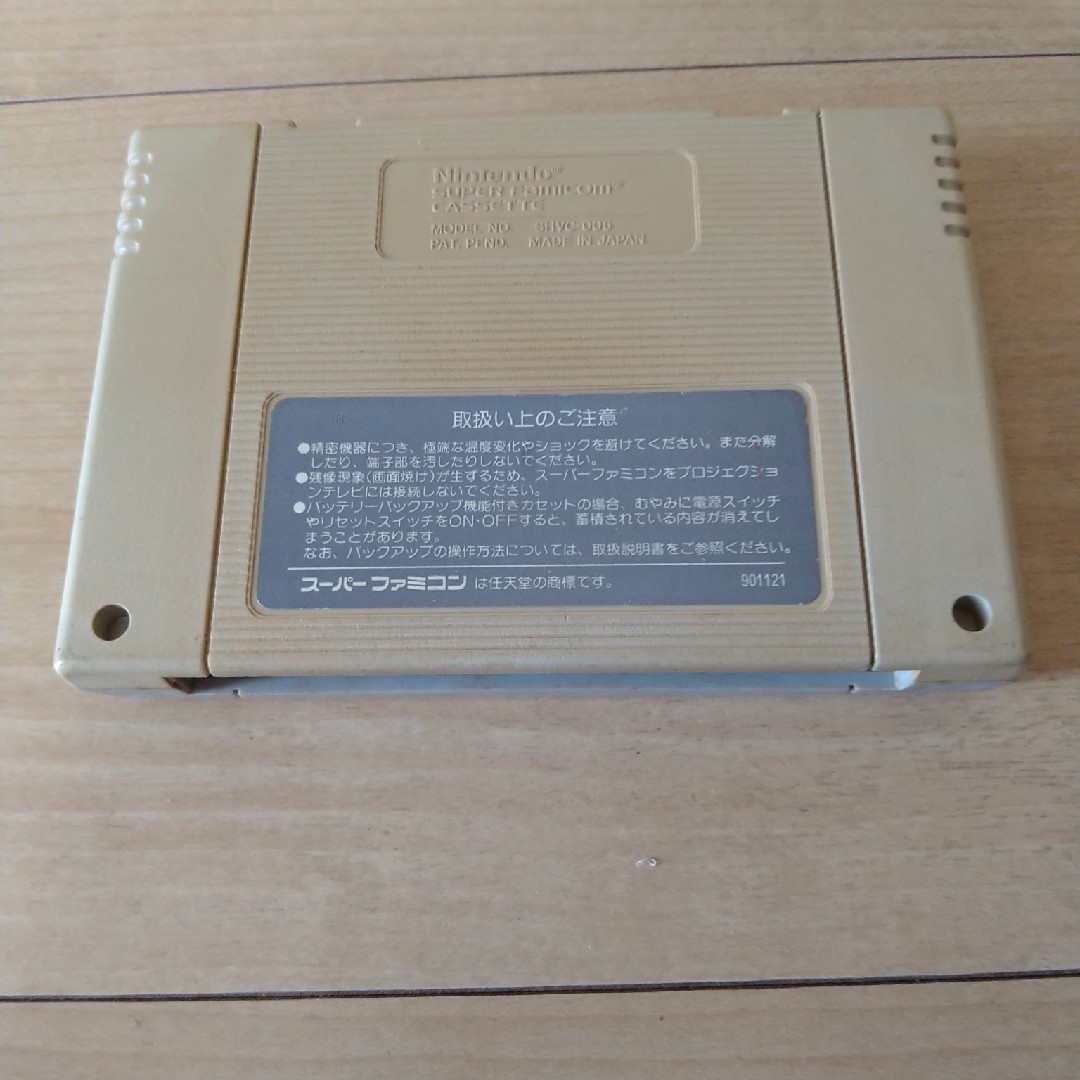 Nintendo®
SUPER Famicom®
CASSETTE
MODEL NO. SHVC-006
PAT. PEND. MADE IN JAPAN
取扱い上のご注意
●精密機器につき、極端な温度変化やショックを避けてください。また分解
したり、端子部を汚したりしないでください。
●残像現象(画面焼け)が生ずるため、スーパーファミコンをプロジェクショ
ンテレビには接続しないでください。
●バッテリーバックアップ機能付きカセットの場合、むやみに電源スイッチ
やリセットスイッチをON・OFFすると、蓄積されている内容が消えてし
まうことがあります。
なお、バックアップの操作方法については、取扱説明書をご参照ください。
スーパーファミコン は任天堂の商標です。 901121